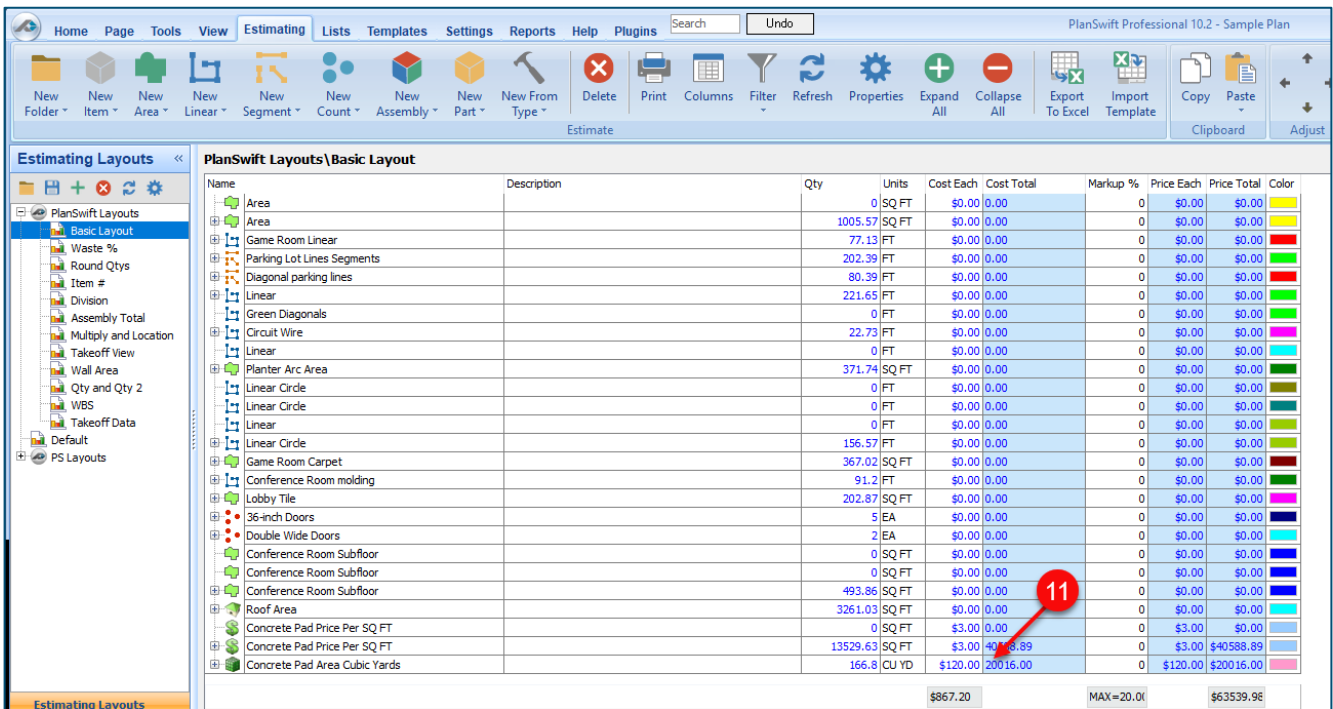 Home Page Tools View Estimating Lists Templates Settings Reports Help Plugins Search Undo PlanSwift Professional 10.2 - Sample Plan
New Folder New Item New Area New Linear New Segment New Count New Assembly New Part New From Type Delete Print Columns Filter Refresh Properties Expand All Collapse All Export To Excel Import Template Copy Paste
Estimate Clipboard Adjust
Estimating Layouts «
PlanSwift Layouts
Basic Layout
Waste %
Round Qtys
Item #
Division
Assembly Total
Multiply and Location
Takeoff View
Wall Area
Qty and Qty 2
WBS
Takeoff Data
Default
PS Layouts
Estimating Layouts
PlanSwift Layouts\Basic Layout
Name Description Qty Units Cost Each Cost Total Markup % Price Each Price Total Color
Area 0 SQ FT $0.00 0.00 0 $0.00 $0.00
Area 1005.57 SQ FT $0.00 0.00 0 $0.00 $0.00
Game Room Linear 77.13 FT $0.00 0.00 0 $0.00 $0.00
Parking Lot Lines Segments 202.39 FT $0.00 0.00 0 $0.00 $0.00
Diagonal parking lines 80.39 FT $0.00 0.00 0 $0.00 $0.00
Linear 221.65 FT $0.00 0.00 0 $0.00 $0.00
Green Diagonals 0 FT $0.00 0.00 0 $0.00 $0.00
Circuit Wire 22.73 FT $0.00 0.00 0 $0.00 $0.00
Linear 0 FT $0.00 0.00 0 $0.00 $0.00
Planter Arc Area 371.74 SQ FT $0.00 0.00 0 $0.00 $0.00
Linear Circle 0 FT $0.00 0.00 0 $0.00 $0.00
Linear Circle 0 FT $0.00 0.00 0 $0.00 $0.00
Linear 0 FT $0.00 0.00 0 $0.00 $0.00
Linear Circle 156.57 FT $0.00 0.00 0 $0.00 $0.00
Game Room Carpet 367.02 SQ FT $0.00 0.00 0 $0.00 $0.00
Conference Room molding 91.2 FT $0.00 0.00 0 $0.00 $0.00
Lobby Tile 202.87 SQ FT $0.00 0.00 0 $0.00 $0.00
36-inch Doors 5 EA $0.00 0.00 0 $0.00 $0.00
Double Wide Doors 2 EA $0.00 0.00 0 $0.00 $0.00
Conference Room Subfloor 0 SQ FT $0.00 0.00 0 $0.00 $0.00
Conference Room Subfloor 0 SQ FT $0.00 0.00 0 $0.00 $0.00
Conference Room Subfloor 493.86 SQ FT $0.00 0.00 11 0 $0.00 $0.00
Roof Area 3261.03 SQ FT $0.00 0.00 0 $0.00 $0.00
Concrete Pad Price Per SQ FT 0 SQ FT $3.00 0.00 0 $3.00 $0.00
Concrete Pad Price Per SQ FT 13529.63 SQ FT $3.00 0 $3.00 $40588.89
Concrete Pad Area Cubic Yards 166.8 CU YD $120.00 20016.00 0 $120.00 $20016.00
$867.20 MAX=20.0 $63539.98